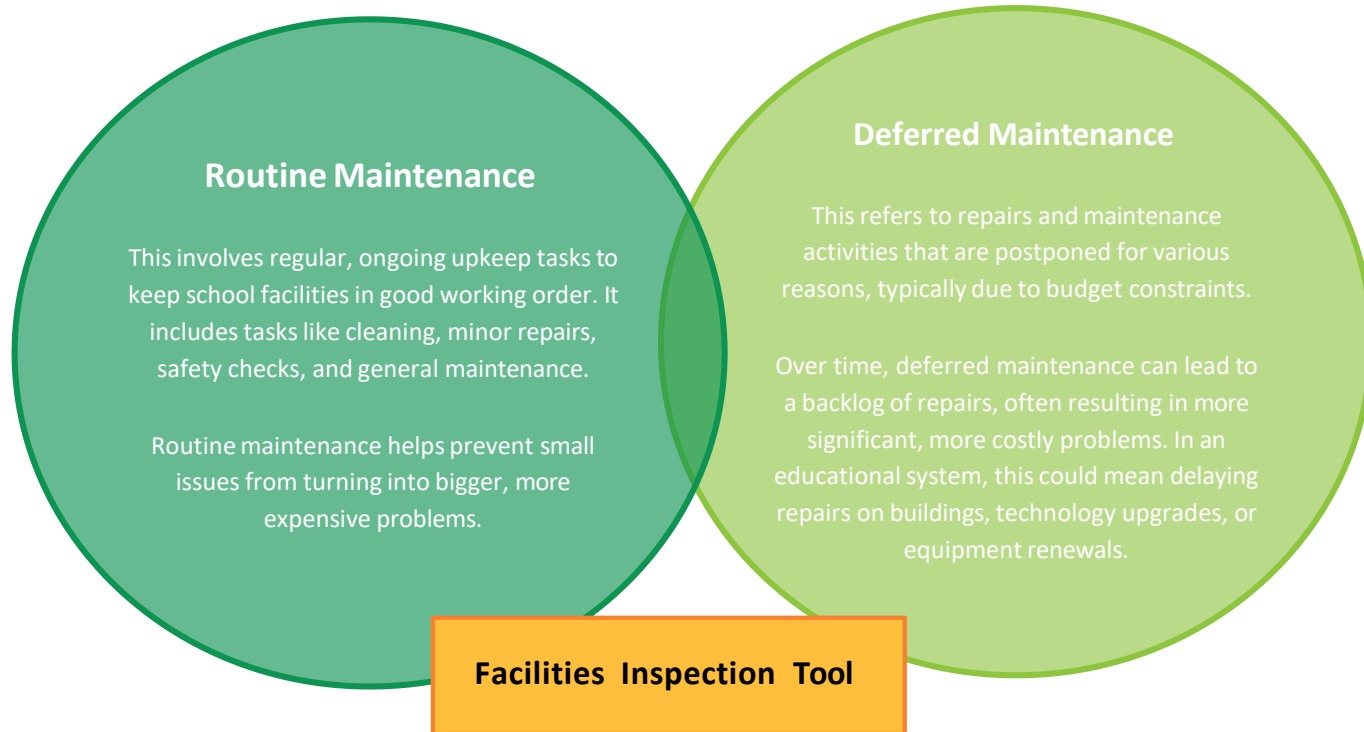 Routine Maintenance
This involves regular, ongoing upkeep tasks to
keep school facilities in good working order. It
includes tasks like cleaning, minor repairs,
safety checks, and general maintenance.
Routine maintenance helps prevent small
issues from turning into bigger, more
expensive problems.
Deferred Maintenance
This refers to repairs and maintenance
activities that are postponed for various
reasons, typically due to budget constraints.
Over time, deferred maintenance can lead to
a backlog of repairs, often resulting in more
significant, more costly problems. In an
educational system, this could mean delaying
repairs on buildings, technology upgrades, or
equipment renewals.
Facilities Inspection Tool